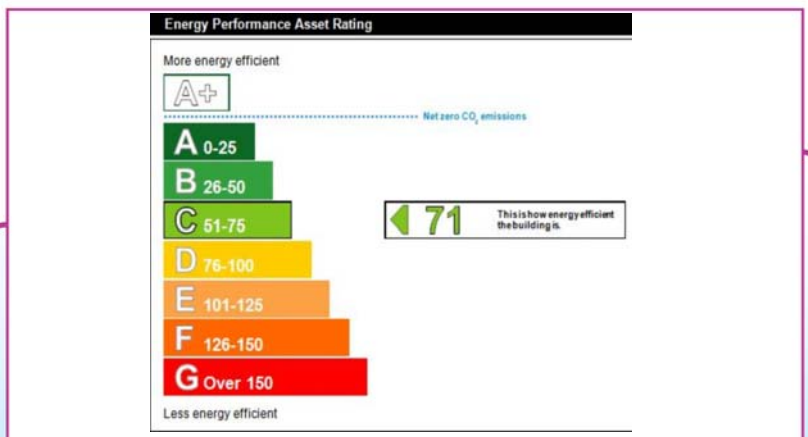 Energy Performance Asset Rating
More energy efficient
A+
Net zero CO₂ emissions
A 0-25
B 26-50
C 51-75
71
This is how energy efficient
the building is.
D 76-100
E 101-125
F 126-150
G Over 150
Less energy efficient